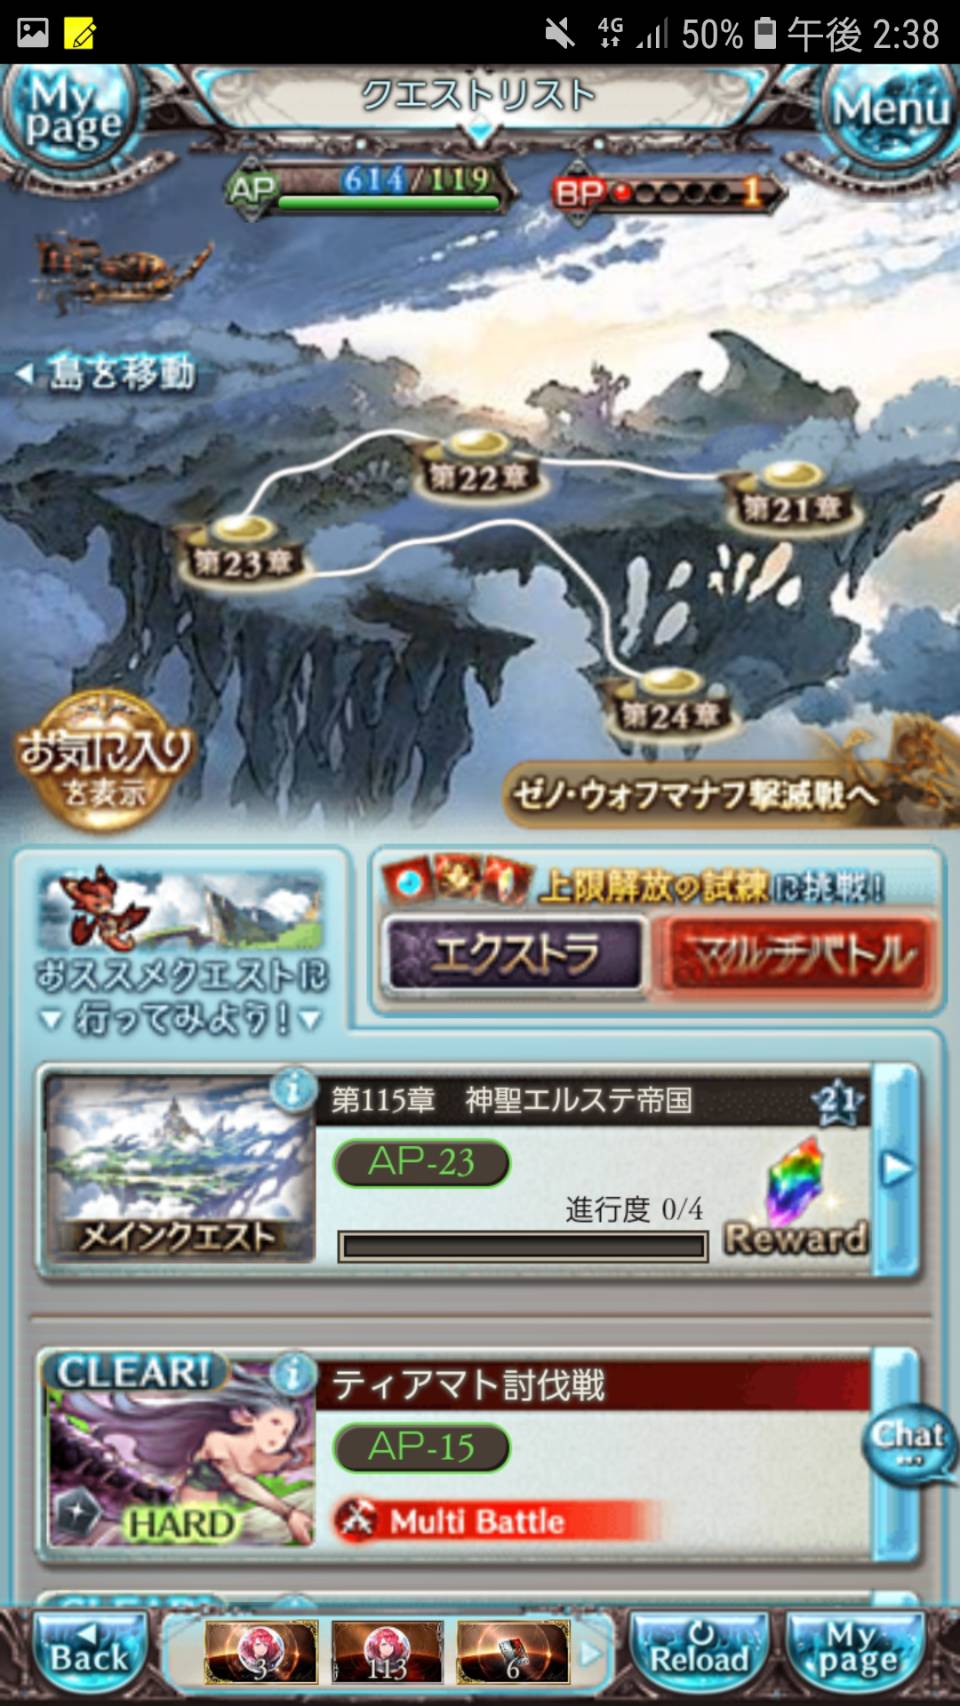 4G 50% 午後 2:38
My page
クエストリスト
Menu
AP 614/119
BP 1
島を移動
第22章
第21章
第23章
第24章
お気に入り
を表示
ゼノ・ウォフマナフ撃滅戦へ
上限解放の試練に挑戦!
エクストラ
マルチバトル
おススメクエストに
▼ 行ってみよう! ▼
第115章 神聖エルステ帝国
21
AP-23
進行度 0/4
メインクエスト
Reward
CLEAR!
ティアマト討伐戦
AP-15
Chat
HARD
Multi Battle
Back
3
113
6
Reload
My page